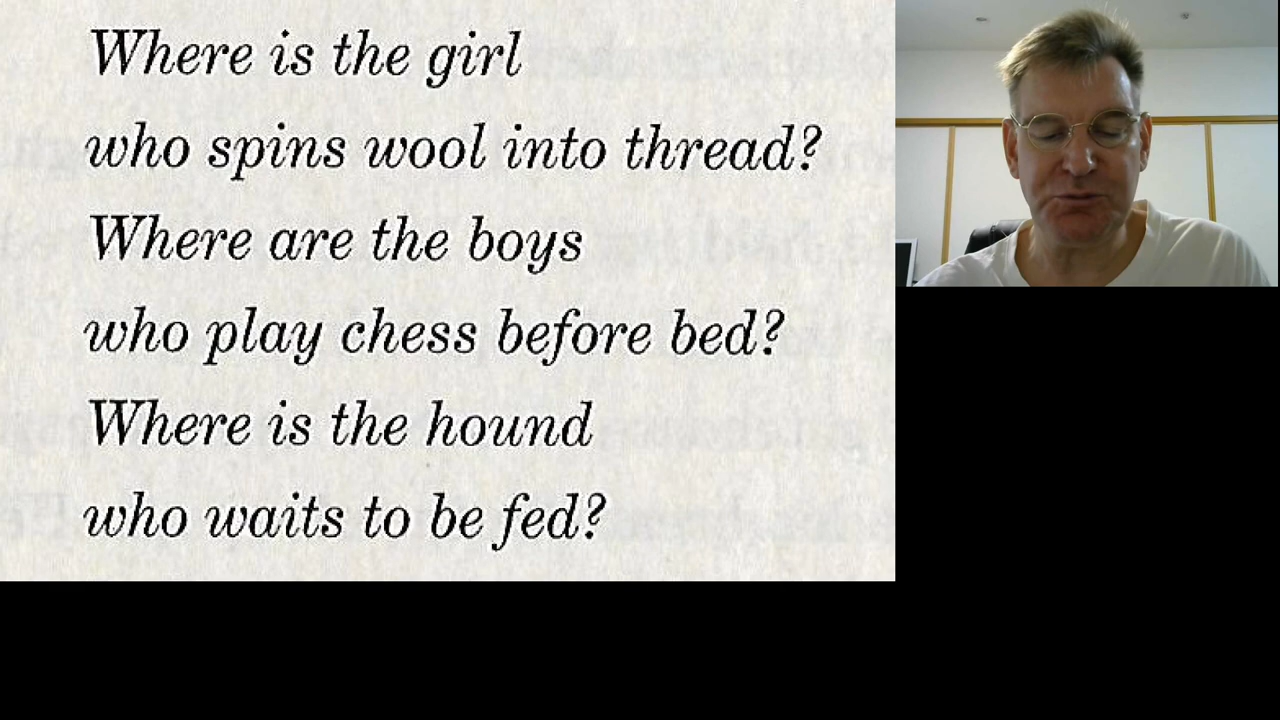 Where is the girl
who spins wool into thread?
Where are the boys
who play chess before bed?
Where is the hound
who waits to be fed?